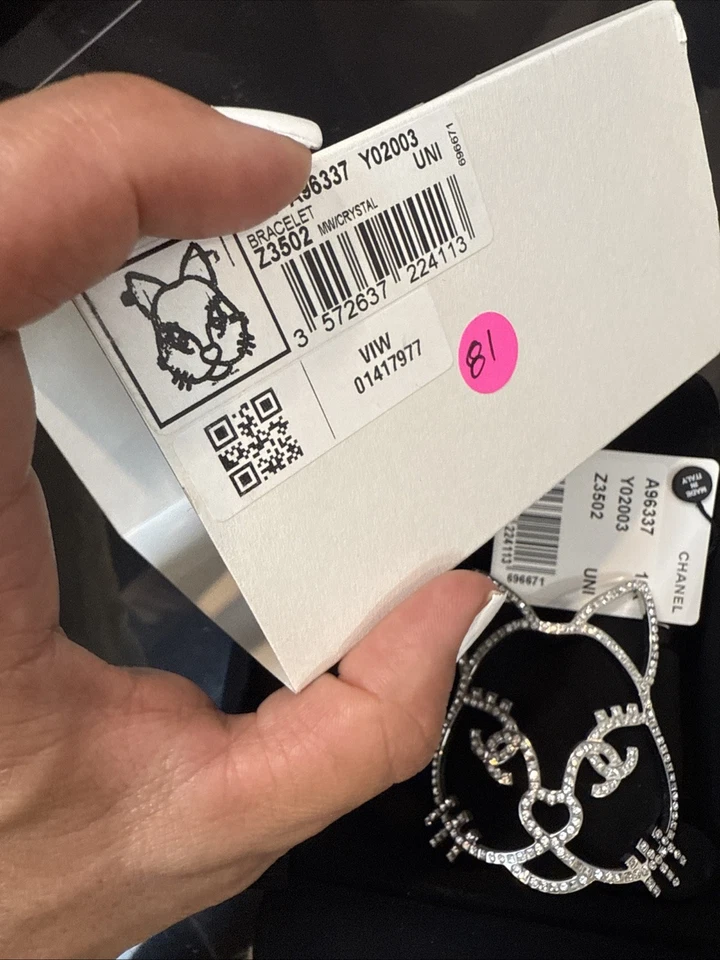 A96337 Y02003
UNI
696671
BRACELET
Z3502 MW/CRYSTAL
3 572637 224113
VIW
01417977
81
CHANEL
A96337
Y02003
Z3502 UNI
224113
696671
MADE IN
ITALY